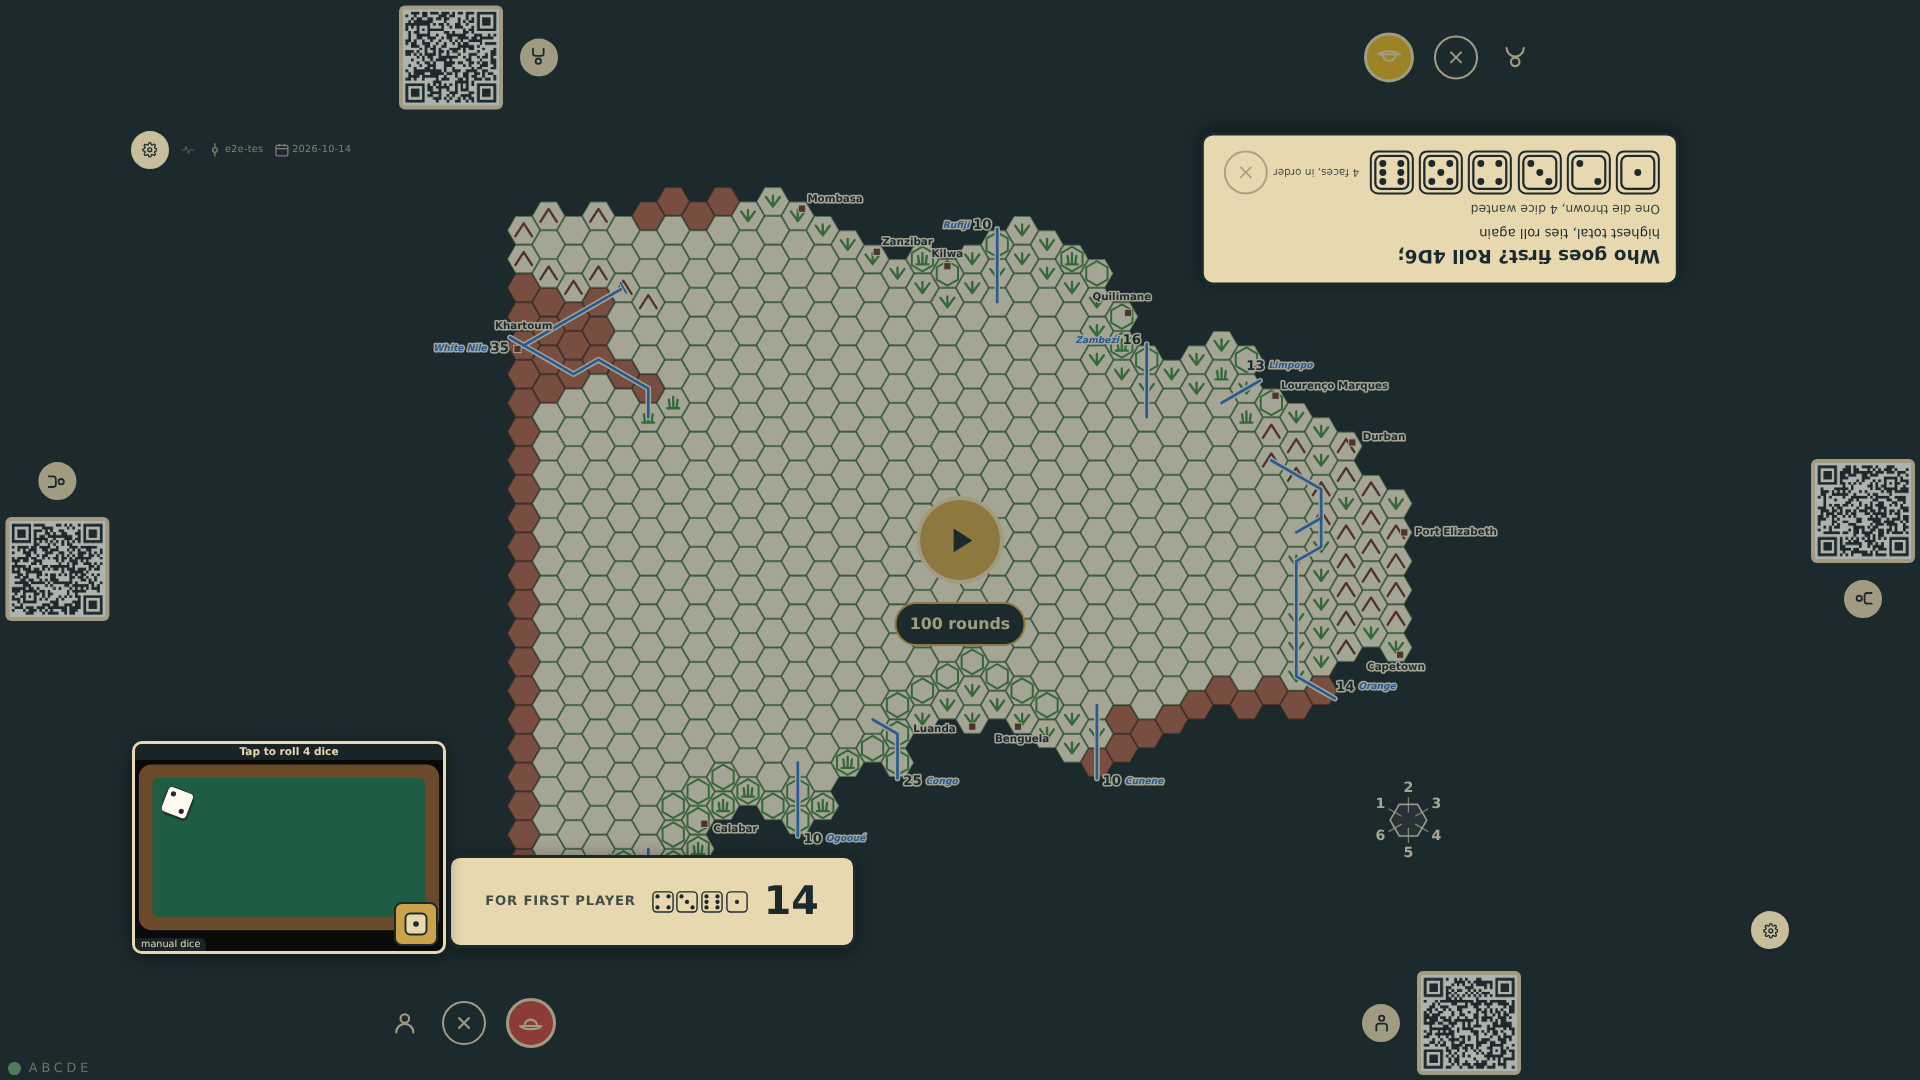 e2e-tes
2026-10-14
Who goes first? Roll 4D6;
highest total, ties roll again
One die thrown, 4 dice wanted
4 faces, in order
Mombasa
Rufiji 10
Zanzibar
Kilwa
Quilimane
Zambezi 16
Khartoum
White Nile 35
13 Limpopo
Lourenço Marques
Durban
Port Elizabeth
100 rounds
Capetown
14 Orange
Luanda
Benguela
25 Congo
10 Cunene
Calabar
10 Ogooué
1 2 3 4 5 6
Tap to roll 4 dice
manual dice
FOR FIRST PLAYER 14
ABCDE